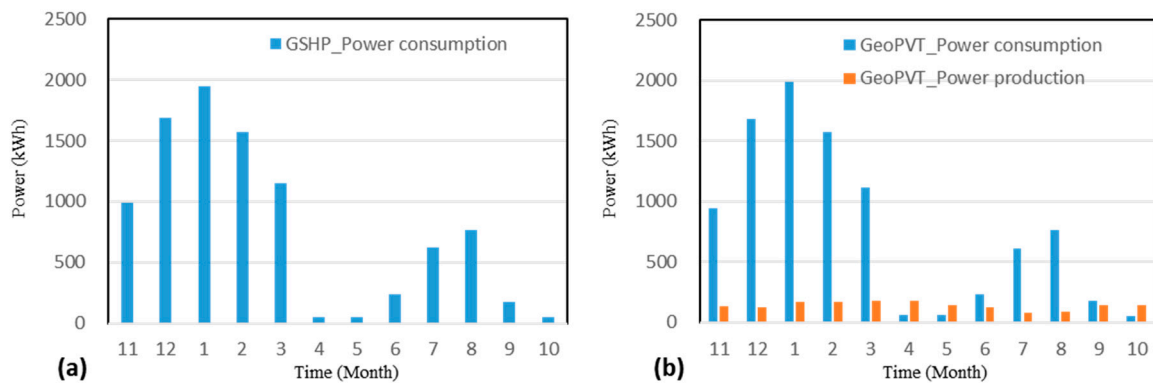 2500
2000
1500
1000
500
0
Power (kWh)
GSHP_Power consumption
11 12 1 2 3 4 5 6 7 8 9 10
Time (Month)
(a)
2500
2000
1500
1000
500
0
Power (kWh)
GeoPVT_Power consumption
GeoPVT_Power production
11 12 1 2 3 4 5 6 7 8 9 10
Time (Month)
(b)